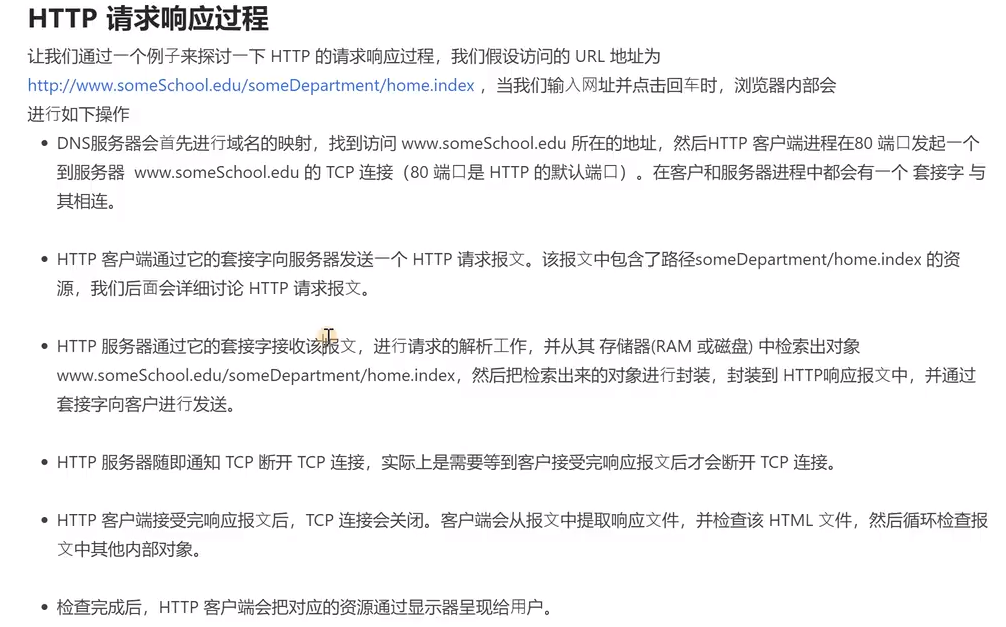 HTTP 请求响应过程
让我们通过一个例子来探讨一下 HTTP 的请求响应过程，我们假设访问的 URL 地址为
http://www.someSchool.edu/someDepartment/home.index ，当我们输入网址并点击回车时，浏览器内部会
进行如下操作
• DNS服务器会首先进行域名的映射，找到访问 www.someSchool.edu 所在的地址，然后HTTP 客户端进程在80 端口发起一个
到服务器 www.someSchool.edu 的 TCP 连接（80 端口是 HTTP 的默认端口）。在客户和服务器进程中都会有一个 套接字 与
其相连。
• HTTP 客户端通过它的套接字向服务器发送一个 HTTP 请求报文。该报文中包含了路径someDepartment/home.index 的资
源，我们后面会详细讨论 HTTP 请求报文。
• HTTP 服务器通过它的套接字接收该报文，进行请求的解析工作，并从其 存储器(RAM 或磁盘) 中检索出对象
www.someSchool.edu/someDepartment/home.index，然后把检索出来的对象进行封装，封装到 HTTP响应报文中，并通过
套接字向客户进行发送。
• HTTP 服务器随即通知 TCP 断开 TCP 连接，实际上是需要等到客户接受完响应报文后才会断开 TCP 连接。
• HTTP 客户端接受完响应报文后，TCP 连接会关闭。客户端会从报文中提取响应文件，并检查该 HTML 文件，然后循环检查报
文中其他内部对象。
• 检查完成后，HTTP 客户端会把对应的资源通过显示器呈现给用户。